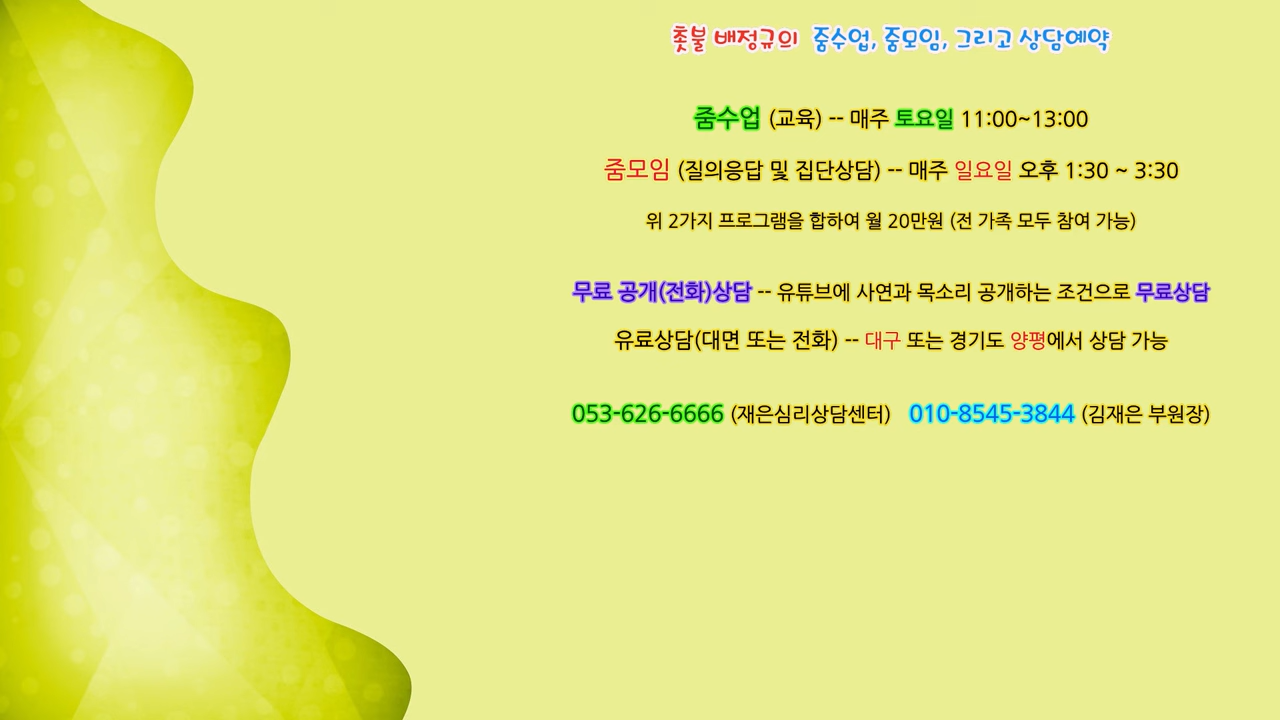 촛불 배정규의 줌수업, 줌모임, 그리고 상담예약
줌수업 (교육) -- 매주 토요일 11:00~13:00
줌모임 (질의응답 및 집단상담) -- 매주 일요일 오후 1:30 ~ 3:30
위 2가지 프로그램을 합하여 월 20만원 (전 가족 모두 참여 가능)
무료 공개(전화)상담 -- 유튜브에 사연과 목소리 공개하는 조건으로 무료상담
유료상담(대면 또는 전화) -- 대구 또는 경기도 양평에서 상담 가능
053-626-6666 (재은심리상담센터) 010-8545-3844 (김재은 부원장)